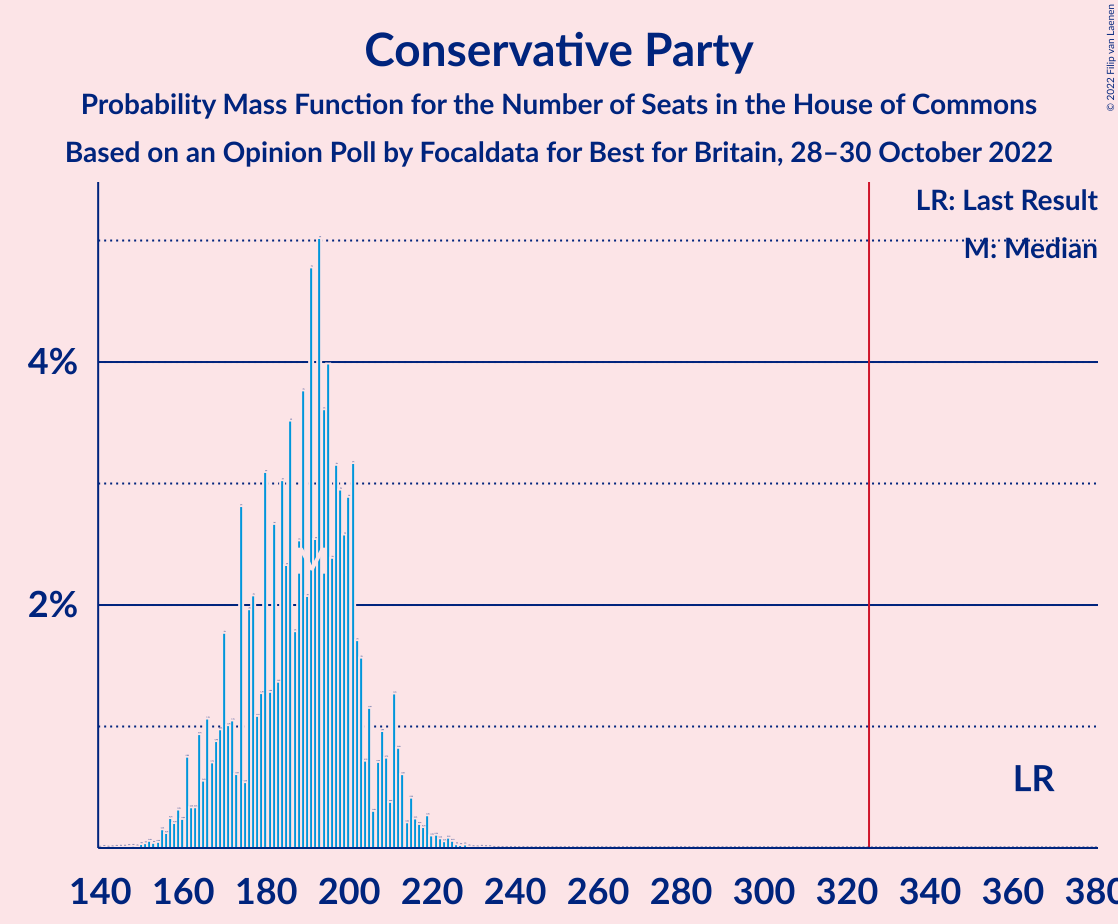 Conservative Party
Probability Mass Function for the Number of Seats in the House of Commons
Based on an Opinion Poll by Focaldata for Best for Britain, 28–30 October 2022
© 2022 Filip van Laenen
LR: Last Result
M: Median
4%
2%
M
LR
140 160 180 200 220 240 260 280 300 320 340 360 380